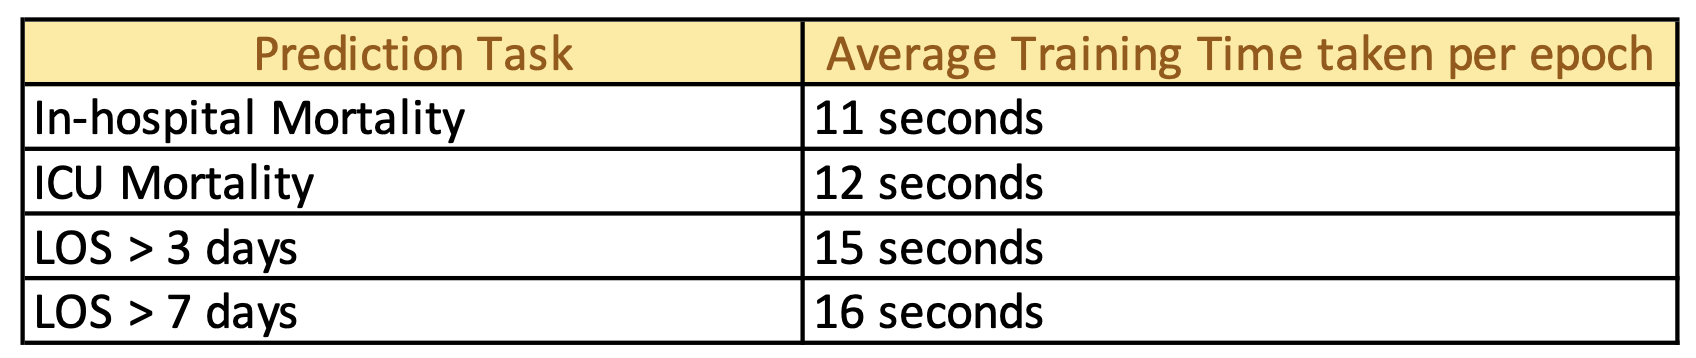 Prediction Task Average Training Time taken per epoch
In-hospital Mortality 11 seconds
ICU Mortality 12 seconds
LOS > 3 days 15 seconds
LOS > 7 days 16 seconds